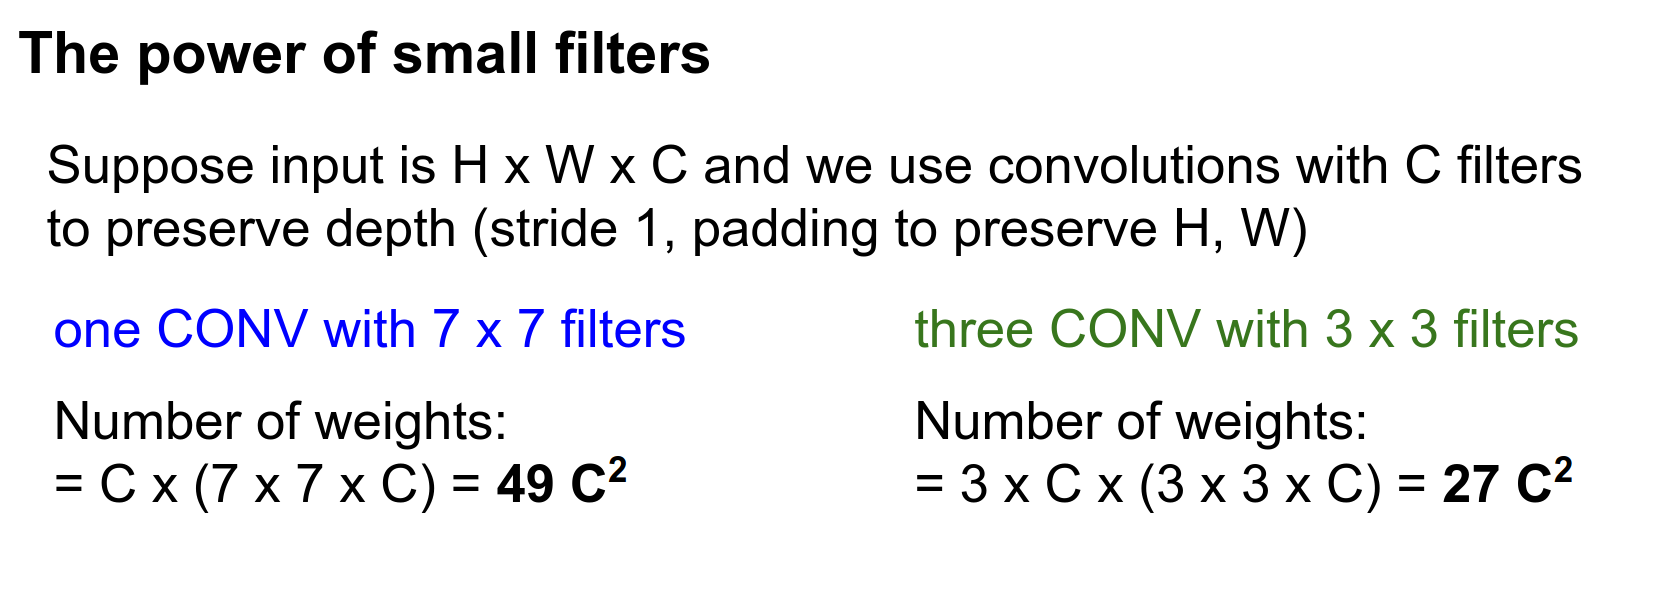 The power of small filters
Suppose input is H x W x C and we use convolutions with C filters
to preserve depth (stride 1, padding to preserve H, W)
one CONV with 7 x 7 filters
Number of weights:
= C x (7 x 7 x C) = 49 C²
three CONV with 3 x 3 filters
Number of weights:
= 3 x C x (3 x 3 x C) = 27 C²